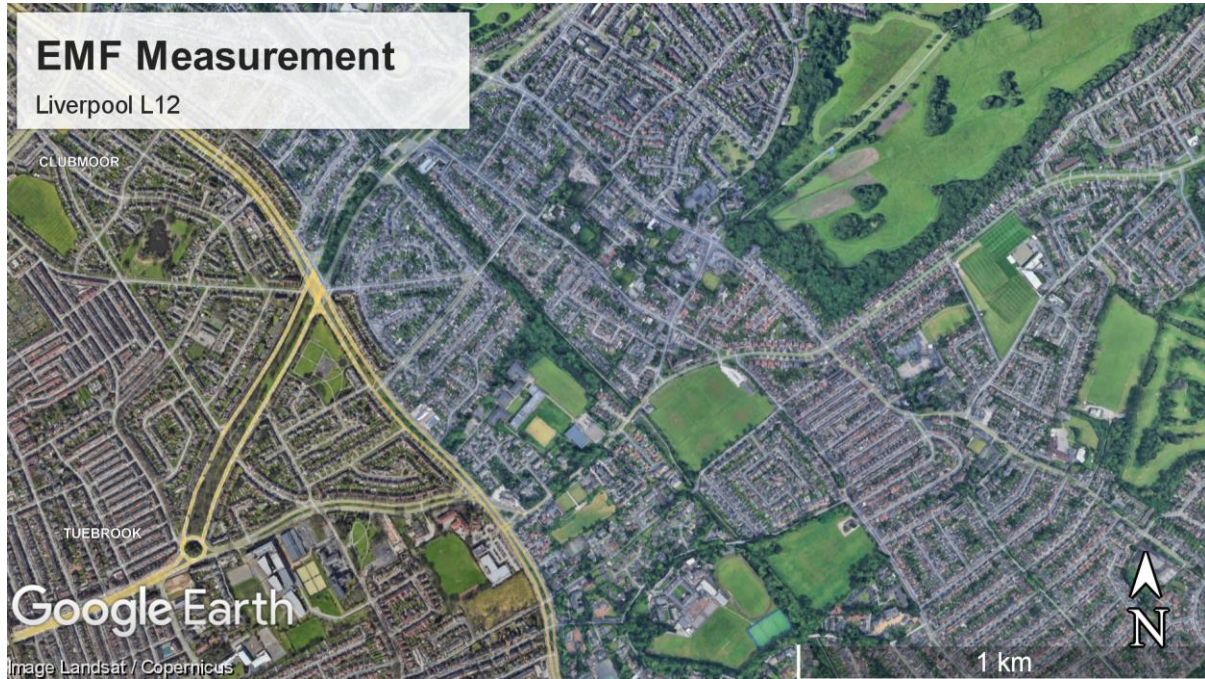 EMF Measurement
Liverpool L12
CLUBMOOR
TUEBROOK
Google Earth
Image Landsat / Copernicus
1 km
N